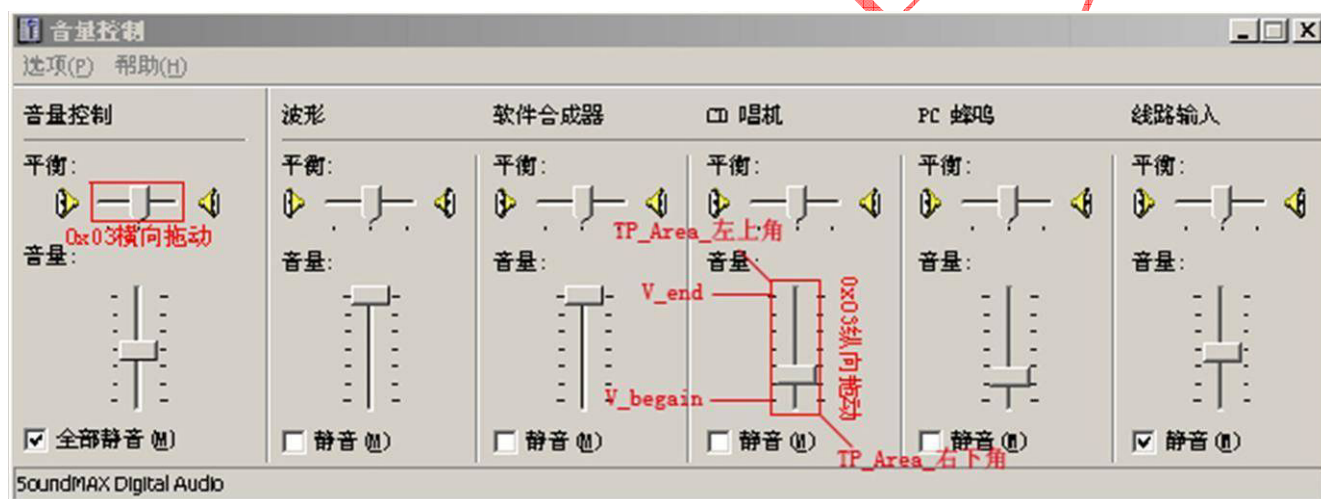 音量控制
选项(P) 帮助(H)
音量控制 波形 软件合成器 CD 唱机 PC 蜂鸣 线路输入
平衡: 平衡: 平衡: 平衡: 平衡: 平衡:
0x03横向拖动
TP_Area_左上角
音量: 音量: 音量: 音量: 音量: 音量:
V_end
0x03纵向拖动
V_begain
全部静音(M) 静音(M) 静音(M) 静音(M) 静音(M) 静音(M)
TP_Area_右下角
SoundMAX Digital Audio